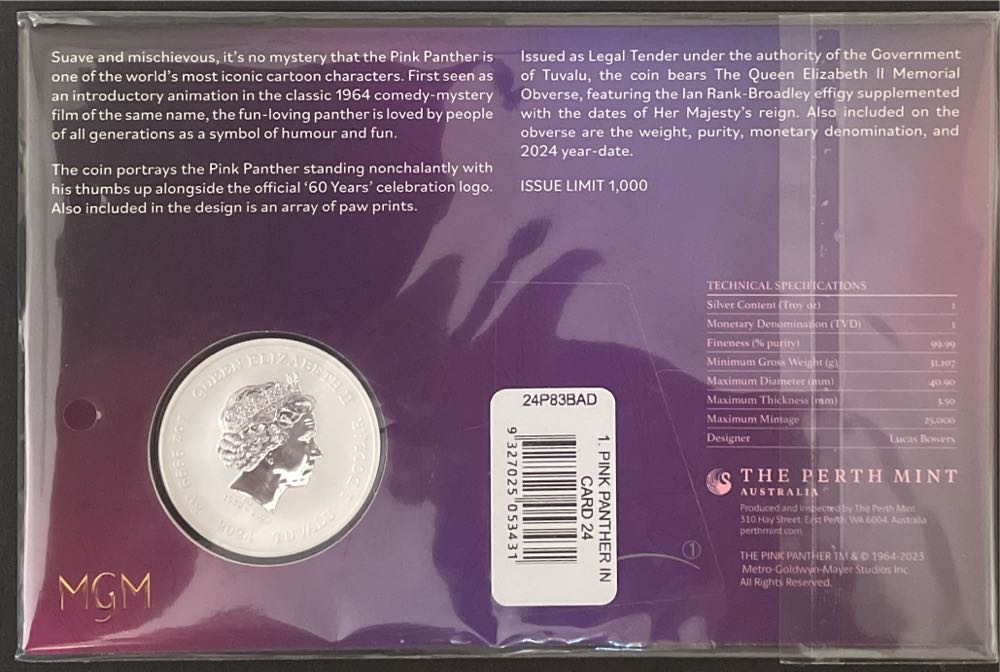 Suave and mischievous, it's no mystery that the Pink Panther is
one of the world's most iconic cartoon characters. First seen as
an introductory animation in the classic 1964 comedy-mystery
film of the same name, the fun-loving panther is loved by people
of all generations as a symbol of humour and fun.
The coin portrays the Pink Panther standing nonchalantly with
his thumbs up alongside the official '60 Years' celebration logo.
Also included in the design is an array of paw prints.
Issued as Legal Tender under the authority of the Government
of Tuvalu, the coin bears The Queen Elizabeth II Memorial
Obverse, featuring the Ian Rank-Broadley effigy supplemented
with the dates of Her Majesty's reign. Also included on the
obverse are the weight, purity, monetary denomination, and
2024 year-date.
ISSUE LIMIT 1,000
TECHNICAL SPECIFICATIONS
Silver Content (Troy oz) 1
Monetary Denomination (TVD) 1
Fineness (% purity) 99.99
Minimum Gross Weight (g) 31.107
Maximum Diameter (mm) 40.90
Maximum Thickness (mm) 3.50
Maximum Mintage 25,000
Designer Lucas Bowers
THE PERTH MINT
AUSTRALIA
Produced and inspected by The Perth Mint
310 Hay Street, East Perth, WA 6004, Australia
perthmint.com
THE PINK PANTHER TM & © 1964-2023
Metro-Goldwyn-Mayer Studios Inc.
All Rights Reserved.
QUEEN ELIZABETH II
2024 TUVALU
MGM
24P83BAD
1. PINK PANTHER IN
CARD 24
9 327025 053431
1